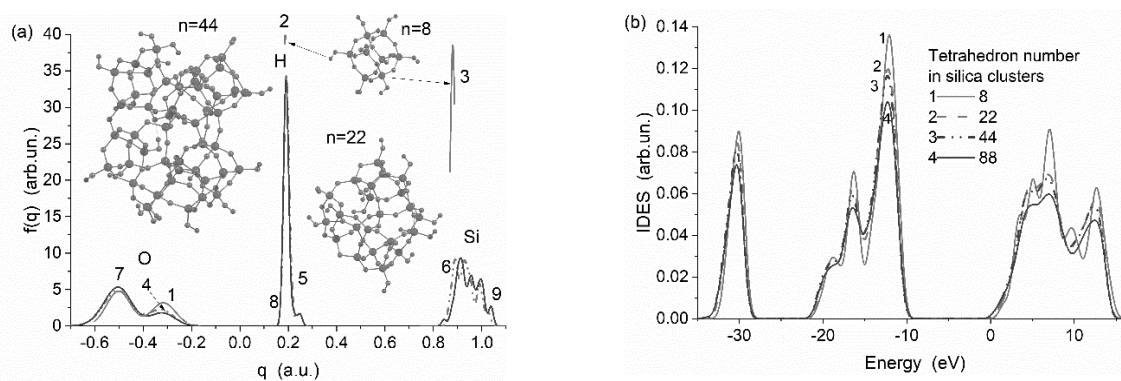 (a)
n=44
2
n=8
H
3
n=22
O
7
4
1
8
5
Si
6
9
f(q) (arb.un.)
40
35
30
25
20
15
10
5
0
-0.6 -0.4 -0.2 0.0 0.2 0.4 0.6 0.8 1.0
q (a.u.)
(b)
1
2
3
4
Tetrahedron number
in silica clusters
1 8
2 22
3 44
4 88
IDES (arb.un.)
0.14
0.12
0.10
0.08
0.06
0.04
0.02
0.00
-30 -20 -10 0 10
Energy (eV)